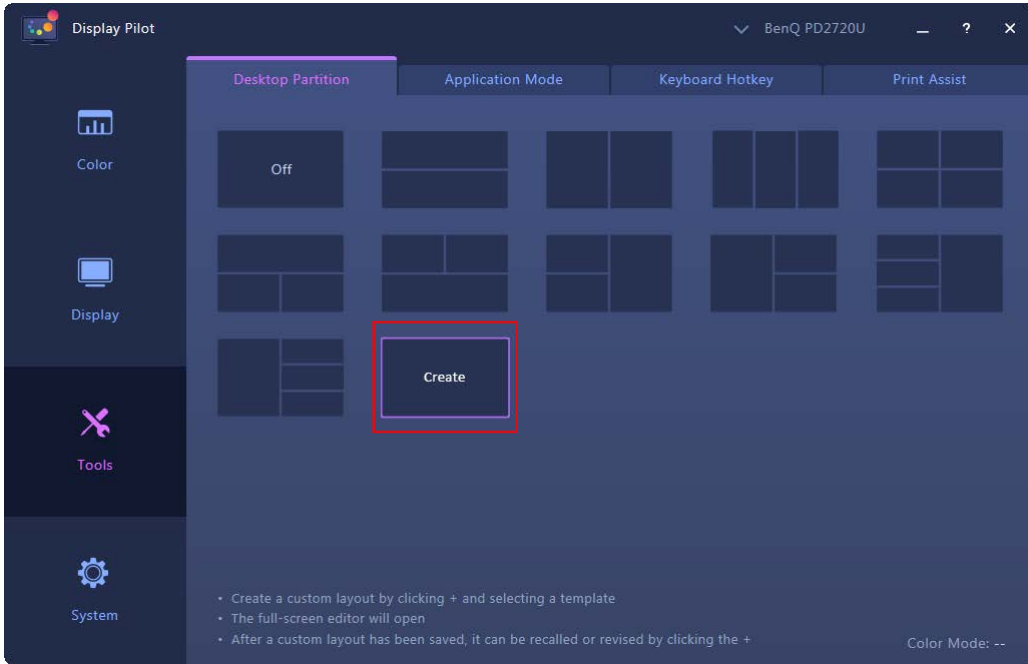 Display Pilot
BenQ PD2720U
?
Desktop Partition
Application Mode
Keyboard Hotkey
Print Assist
Color
Display
Tools
System
Off
Create
• Create a custom layout by clicking + and selecting a template
• The full-screen editor will open
• After a custom layout has been saved, it can be recalled or revised by clicking the +
Color Mode: --